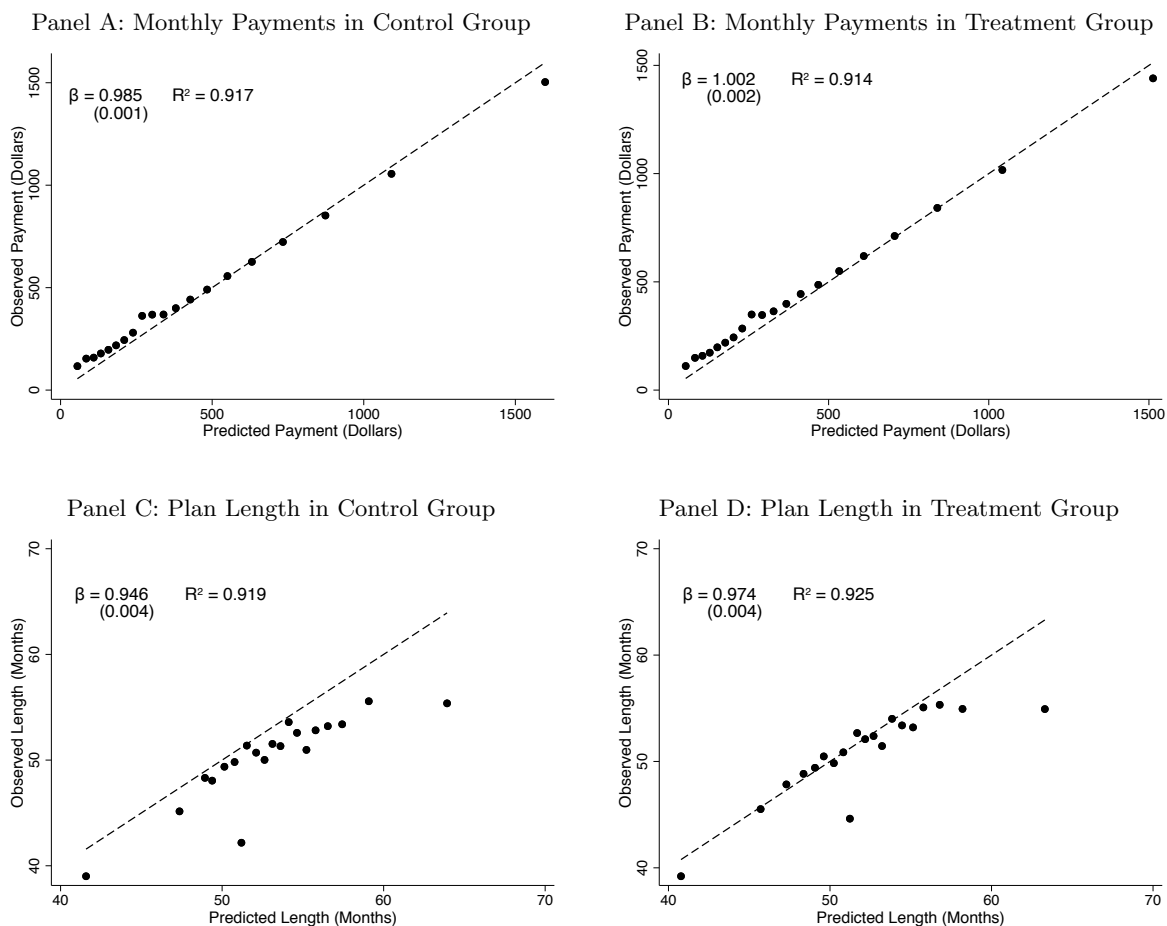 Panel A: Monthly Payments in Control Group
β = 0.985 R² = 0.917
(0.001)
Observed Payment (Dollars)
0
500
1000
1500
0 500 1000 1500
Predicted Payment (Dollars)
Panel B: Monthly Payments in Treatment Group
β = 1.002 R² = 0.914
(0.002)
Observed Payment (Dollars)
0
500
1000
1500
0 500 1000 1500
Predicted Payment (Dollars)
Panel C: Plan Length in Control Group
β = 0.946 R² = 0.919
(0.004)
Observed Length (Months)
40
50
60
70
40 50 60 70
Predicted Length (Months)
Panel D: Plan Length in Treatment Group
β = 0.974 R² = 0.925
(0.004)
Observed Length (Months)
40
50
60
70
40 50 60 70
Predicted Length (Months)